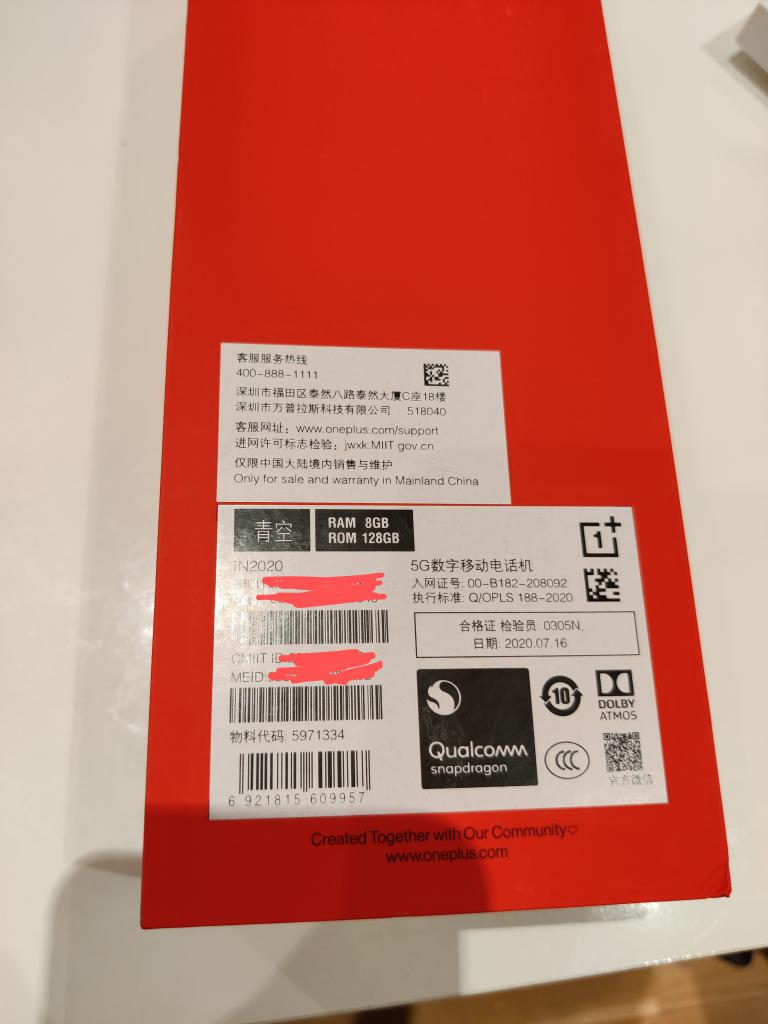 客服服务热线
400-888-1111
深圳市福田区泰然八路泰然大厦C座18楼
深圳市万普拉斯科技有限公司 518040
客服网址：www.oneplus.com/support
进网许可标志检验：jwxk.MIIT.gov.cn
仅限中国大陆境内销售与维护
Only for sale and warranty in Mainland China
青空
RAM 8GB
ROM 128GB
1+
IN2020
5G数字移动电话机
入网证号: 00-B182-208092
执行标准: Q/OPLS 188-2020
合格证 检验员: 0305N
日期: 2020.07.16
CMIIT ID
MEID:
物料代码: 5971334
6 921815 609957
Qualcomm
snapdragon
10
DOLBY
ATMOS
CCC
官方微信
Created Together with Our Community♡
www.oneplus.com